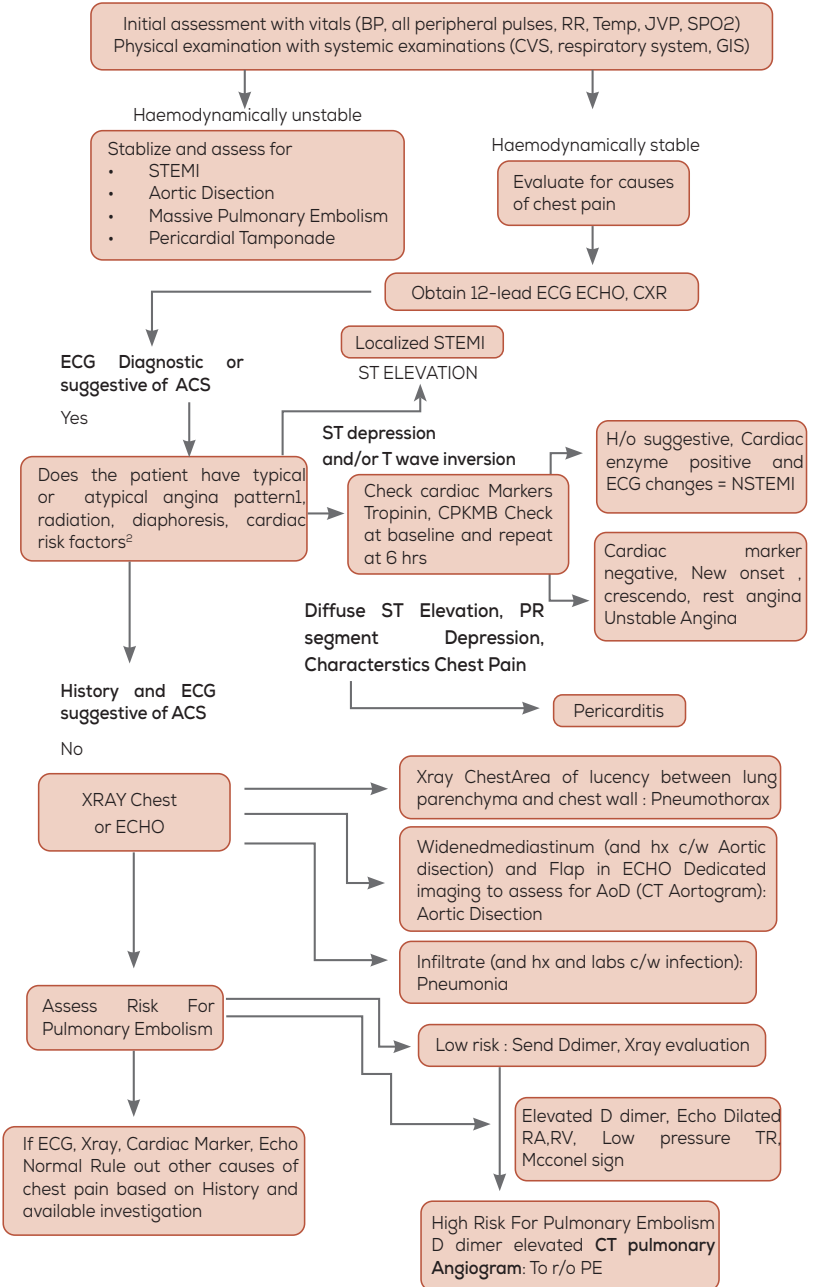 Initial assessment with vitals (BP, all peripheral pulses, RR, Temp, JVP, SPO2)
Physical examination with systemic examinations (CVS, respiratory system, GIS)
Haemodynamically unstable
Stablize and assess for
• STEMI
• Aortic Disection
• Massive Pulmonary Embolism
• Pericardial Tamponade
Haemodynamically stable
Evaluate for causes
of chest pain
Obtain 12-lead ECG ECHO, CXR
Localized STEMI
ST ELEVATION
ECG Diagnostic or
suggestive of ACS
Yes
Does the patient have typical
or atypical angina pattern1,
radiation, diaphoresis, cardiac
risk factors²
ST depression
and/or T wave inversion
Check cardiac Markers
Tropinin, CPKMB Check
at baseline and repeat
at 6 hrs
H/o suggestive, Cardiac
enzyme positive and
ECG changes = NSTEMI
Cardiac marker
negative, New onset ,
crescendo, rest angina
Unstable Angina
Diffuse ST Elevation, PR
segment Depression,
Characterstics Chest Pain
Pericarditis
History and ECG
suggestive of ACS
No
XRAY Chest
or ECHO
Xray ChestArea of lucency between lung
parenchyma and chest wall : Pneumothorax
Widenedmediastinum (and hx c/w Aortic
disection) and Flap in ECHO Dedicated
imaging to assess for AoD (CT Aortogram):
Aortic Disection
Infiltrate (and hx and labs c/w infection):
Pneumonia
Assess Risk For
Pulmonary Embolism
Low risk : Send Ddimer, Xray evaluation
Elevated D dimer, Echo Dilated
RA,RV, Low pressure TR,
Mcconel sign
If ECG, Xray, Cardiac Marker, Echo
Normal Rule out other causes of
chest pain based on History and
available investigation
High Risk For Pulmonary Embolism
D dimer elevated CT pulmonary
Angiogram: To r/o PE